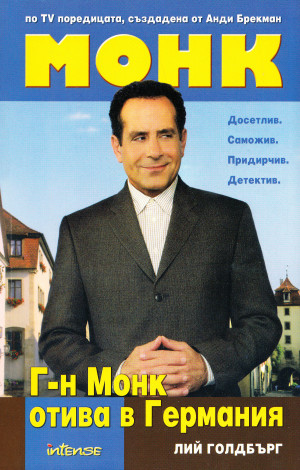 по TV поредицата, създадена от Анди Брекман
МОНК
Досетлив.
Саможив.
Придирчив.
Детектив.
Г-н Монк
отива в Германия
intense
ЛИЙ ГОЛДБЪРГ